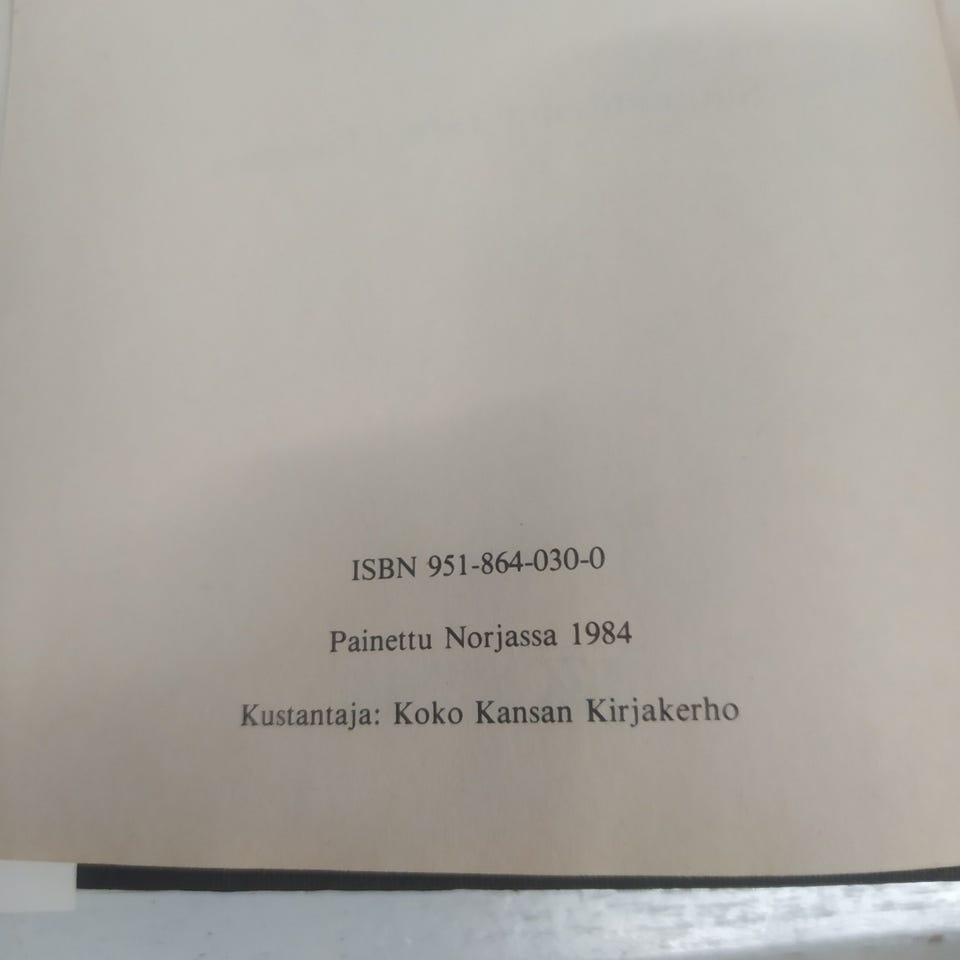 ISBN 951-864-030-0
Painettu Norjassa 1984
Kustantaja: Koko Kansan Kirjakerho